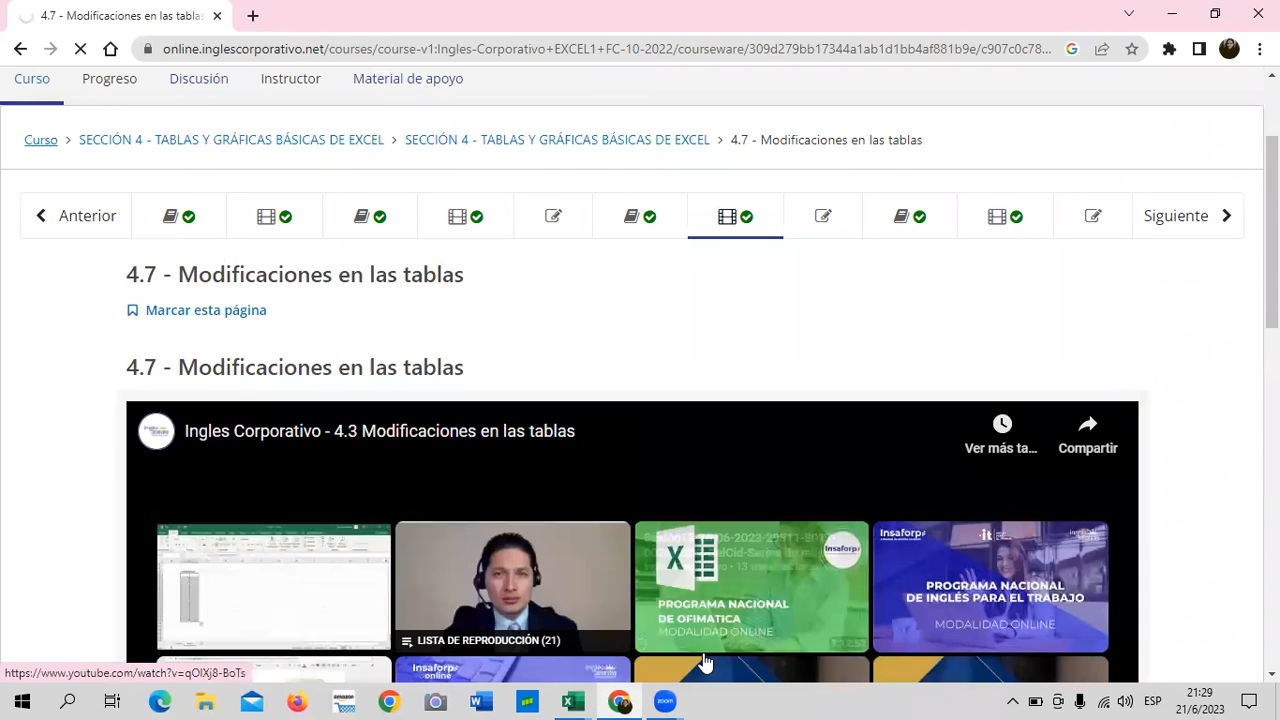 4.7 - Modificaciones en las tablas
online.inglescorporativo.net/courses/course-v1:Ingles-Corporativo+EXCEL1+FC-10-2022/courseware/309d279bb17344a1ab1d1bb4af881b9e/c907c0c78...
Curso Progreso Discusión Instructor Material de apoyo
Curso > SECCIÓN 4 - TABLAS Y GRÁFICAS BÁSICAS DE EXCEL > SECCIÓN 4 - TABLAS Y GRÁFICAS BÁSICAS DE EXCEL > 4.7 - Modificaciones en las tablas
Anterior Siguiente
4.7 - Modificaciones en las tablas
Marcar esta página
4.7 - Modificaciones en las tablas
Ingles Corporativo - 4.3 Modificaciones en las tablas
Ver más ta... Compartir
Insaforp
PROGRAMA NACIONAL
DE OFIMÁTICA
MODALIDAD ONLINE
Insaforp
PROGRAMA NACIONAL
DE INGLÉS PARA EL TRABAJO
MODALIDAD ONLINE
LISTA DE REPRODUCCIÓN (21)
https://www.youtube.com/watch?v=qOIXj8-BoTs
ESP
21:29
21/6/2023